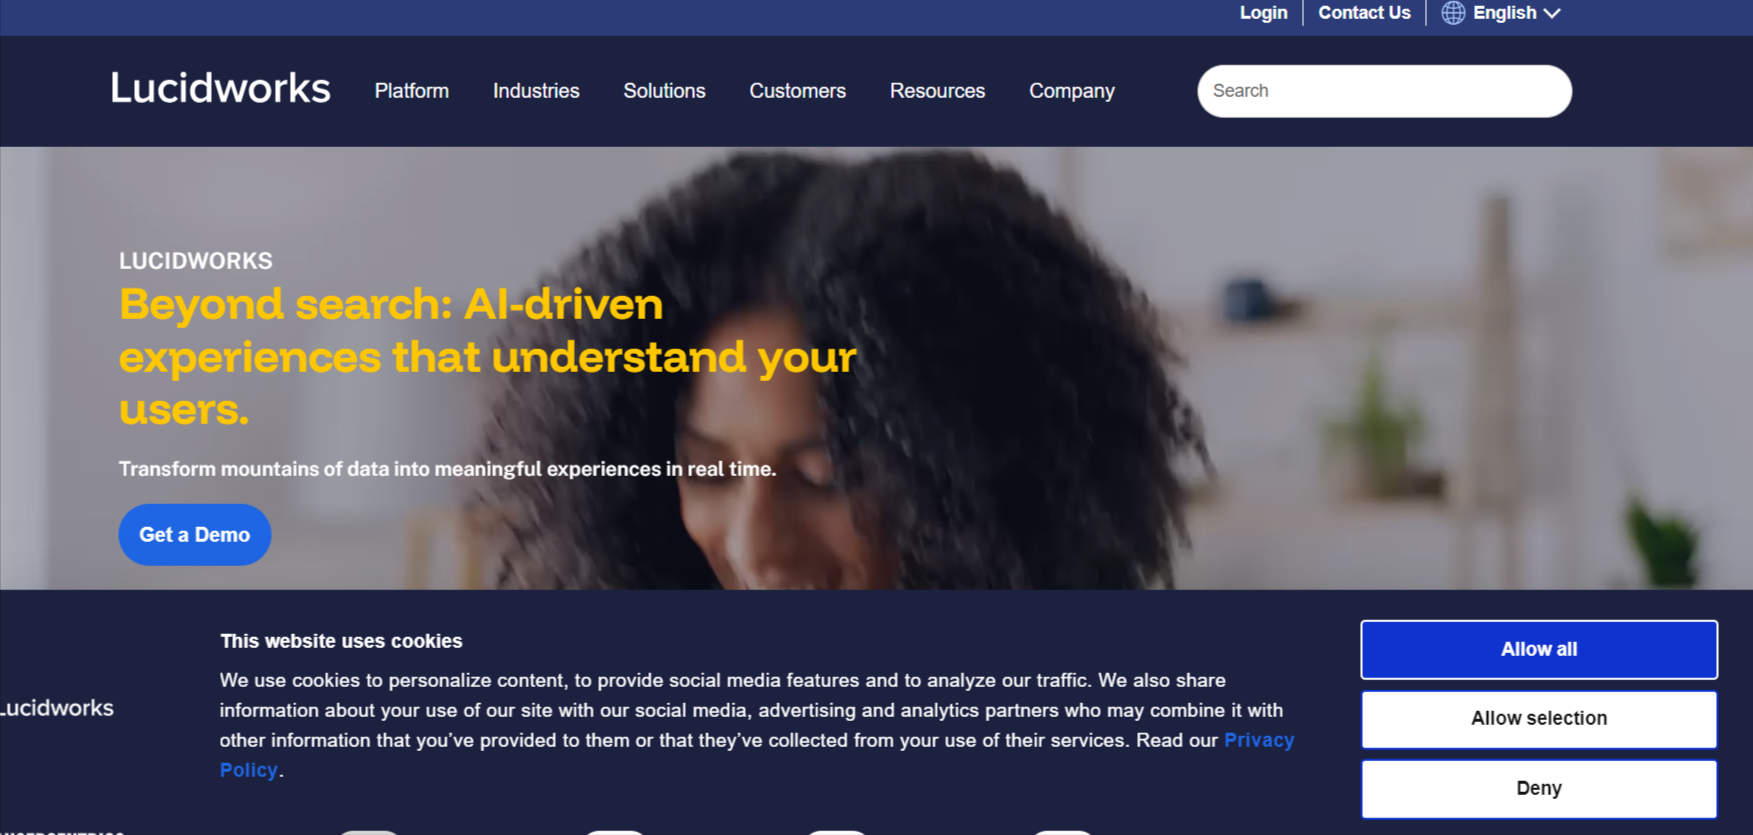 Login
Contact Us
English
Lucidworks
Platform
Industries
Solutions
Customers
Resources
Company
Search
LUCIDWORKS
Beyond search: AI-driven
experiences that understand your
users.
Transform mountains of data into meaningful experiences in real time.
Get a Demo
Lucidworks
This website uses cookies
We use cookies to personalize content, to provide social media features and to analyze our traffic. We also share
information about your use of our site with our social media, advertising and analytics partners who may combine it with
other information that you’ve provided to them or that they’ve collected from your use of their services. Read our Privacy
Policy.
Allow all
Allow selection
Deny